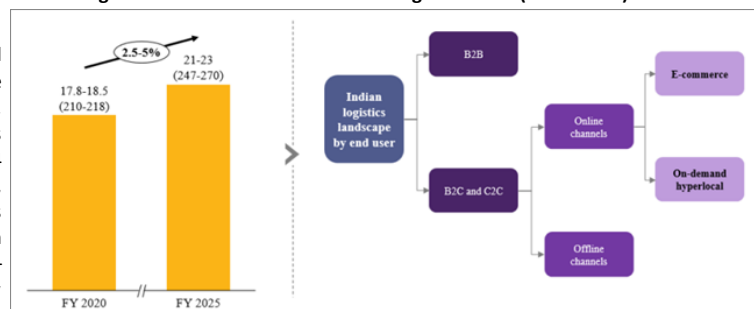 2.5-5%
21-23
(247-270)
17.8-18.5
(210-218)
FY 2020
FY 2025
Indian
logistics
landscape
by end user
B2B
B2C and C2C
Online
channels
Offline
channels
E-commerce
On-demand
hyperlocal